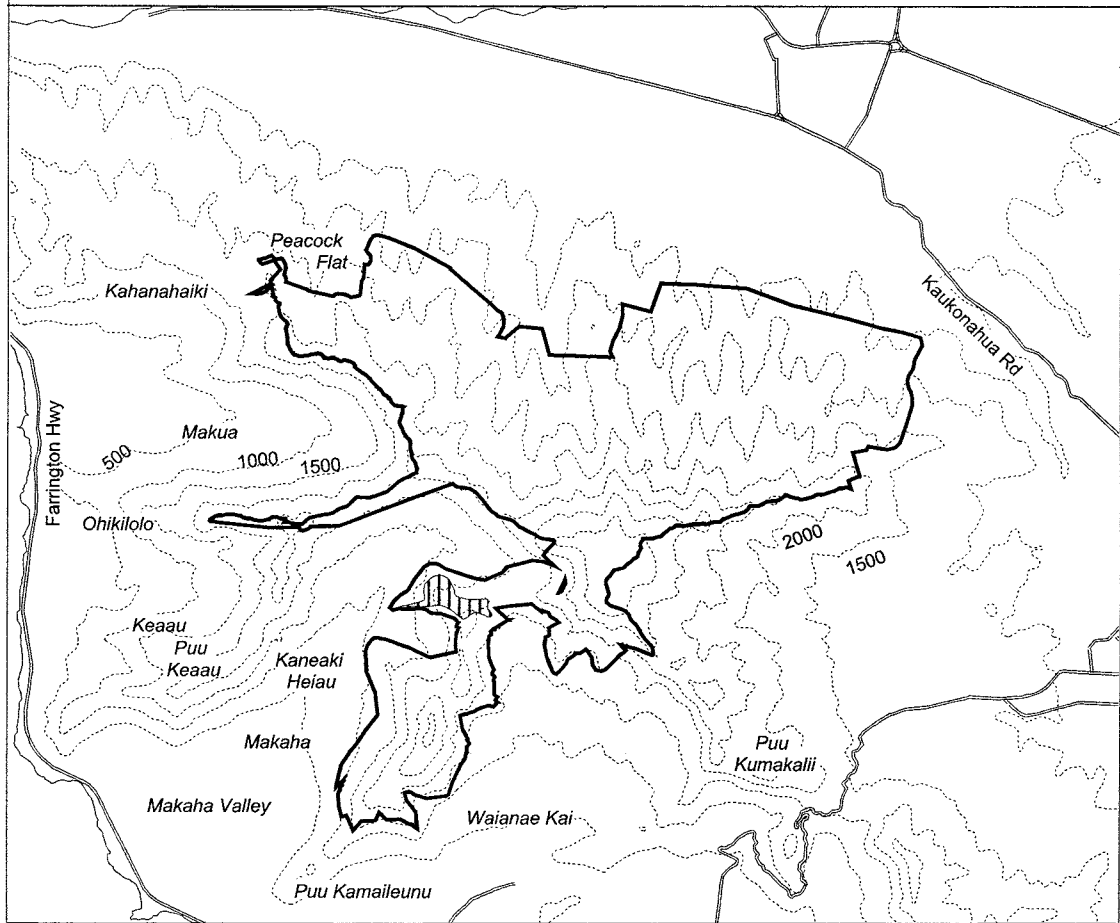 Peacock
Flat
Kahanahaiki
Kaukonahua Rd
Farrington Hwy
Makua
500
1000
1500
Ohikilolo
2000
1500
Keaau
Puu
Keaau
Kaneaki
Heiau
Makaha
Puu
Kumakalii
Makaha Valley
Waianae Kai
Puu Kamaileunu